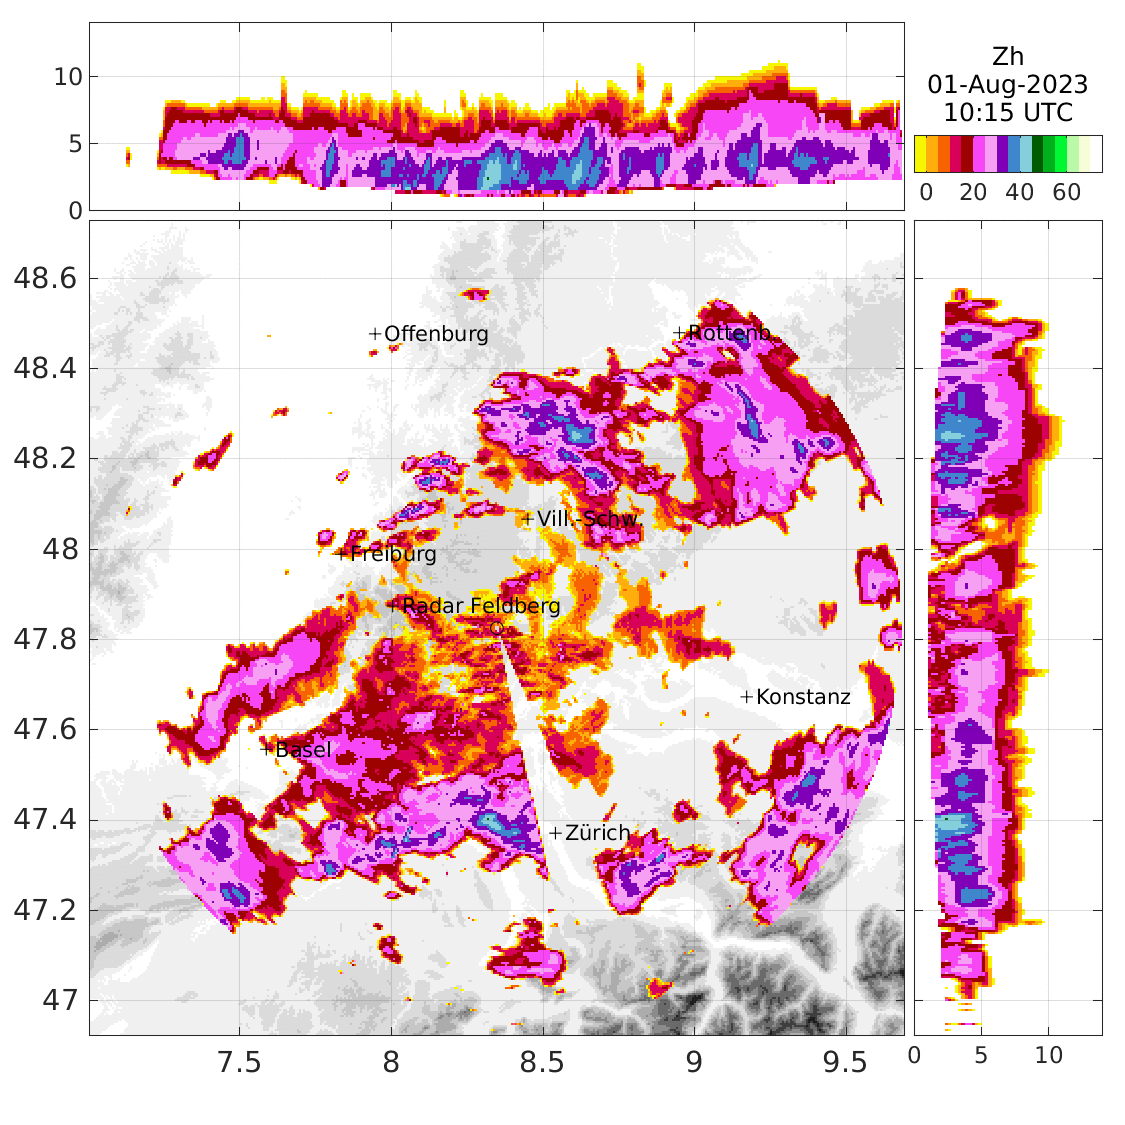 10
5
0
Zh
01-Aug-2023
10:15 UTC
0 20 40 60
48.6
48.4
48.2
48
47.8
47.6
47.4
47.2
47
+Offenburg
+Rottenb.
+Vill.-Schw.
+Freiburg
+Radar Feldberg
+Konstanz
+Basel
+Zürich
7.5 8 8.5 9 9.5
0 5 10